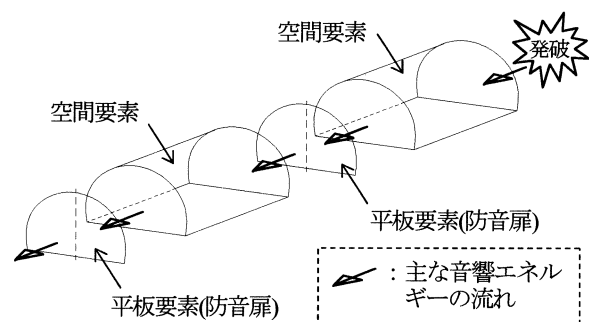 空間要素
発破
空間要素
平板要素(防音扉)
平板要素(防音扉)
：主な音響エネル
ギーの流れ